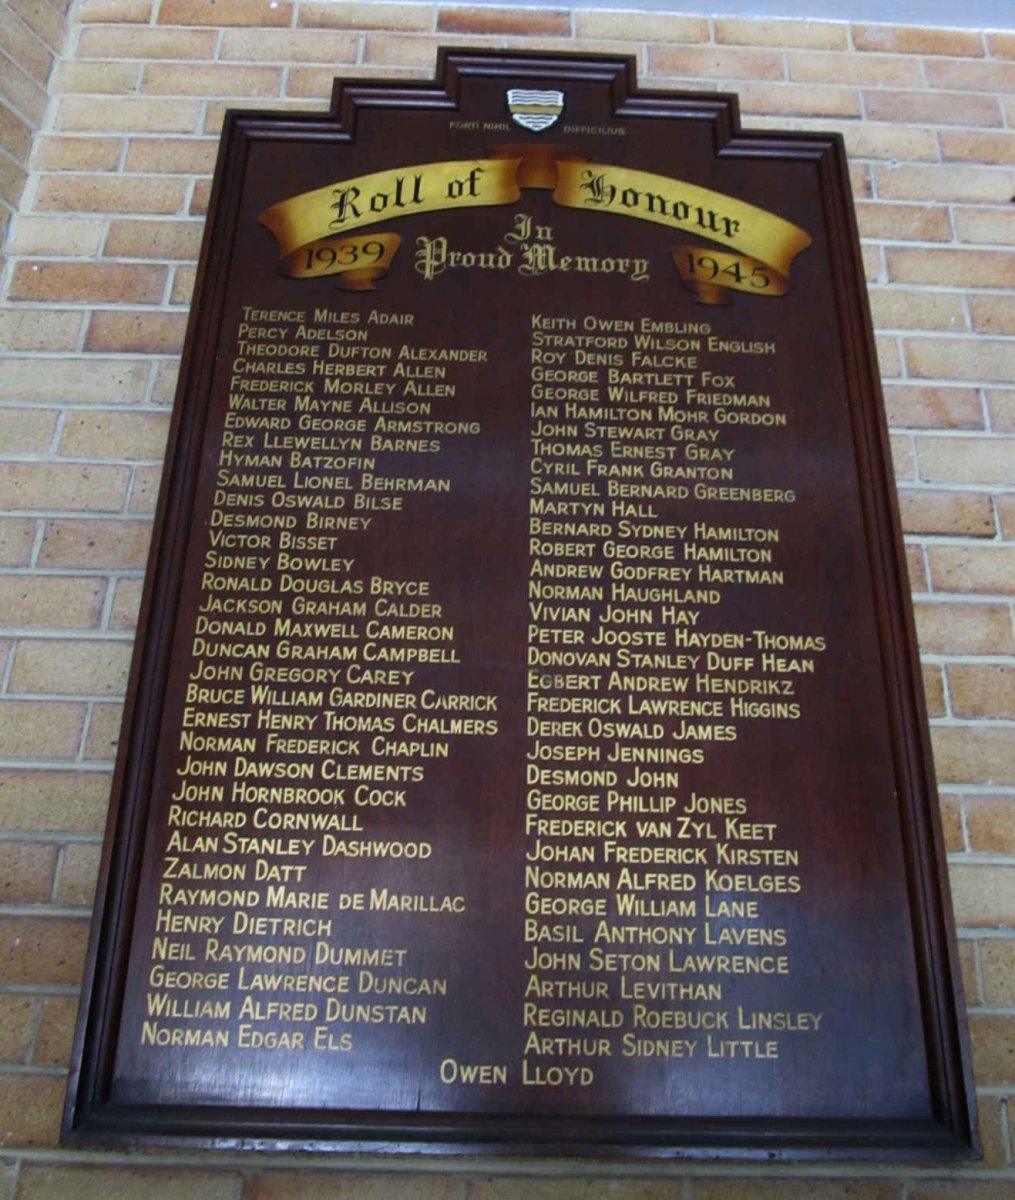 FORTI NIHIL DIFFICILIUS
Roll of Honour
1939 In 1945
Proud Memory
TERENCE MILES ADAIR
PERCY ADELSON
THEODORE DUFTON ALEXANDER
CHARLES HERBERT ALLEN
FREDERICK MORLEY ALLEN
WALTER MAYNE ALLISON
EDWARD GEORGE ARMSTRONG
REX LLEWELLYN BARNES
HYMAN BATZOFIN
SAMUEL LIONEL BEHRMAN
DENIS OSWALD BILSE
DESMOND BIRNEY
VICTOR BISSET
SIDNEY BOWLEY
RONALD DOUGLAS BRYCE
JACKSON GRAHAM CALDER
DONALD MAXWELL CAMERON
DUNCAN GRAHAM CAMPBELL
JOHN GREGORY CAREY
BRUCE WILLIAM GARDINER CARRICK
ERNEST HENRY THOMAS CHALMERS
NORMAN FREDERICK CHAPLIN
JOHN DAWSON CLEMENTS
JOHN HORNBROOK COCK
RICHARD CORNWALL
ALAN STANLEY DASHWOOD
ZALMON DATT
RAYMOND MARIE DE MARILLAC
HENRY DIETRICH
NEIL RAYMOND DUMMET
GEORGE LAWRENCE DUNCAN
WILLIAM ALFRED DUNSTAN
NORMAN EDGAR ELS
KEITH OWEN EMBLING
STRATFORD WILSON ENGLISH
ROY DENIS FALCKE
GEORGE BARTLETT FOX
GEORGE WILFRED FRIEDMAN
IAN HAMILTON MOHR GORDON
JOHN STEWART GRAY
THOMAS ERNEST GRAY
CYRIL FRANK GRANTON
SAMUEL BERNARD GREENBERG
MARTYN HALL
BERNARD SYDNEY HAMILTON
ROBERT GEORGE HAMILTON
ANDREW GODFREY HARTMAN
NORMAN HAUGHLAND
VIVIAN JOHN HAY
PETER JOOSTE HAYDEN-THOMAS
DONOVAN STANLEY DUFF HEAN
EGBERT ANDREW HENDRIKZ
FREDERICK LAWRENCE HIGGINS
DEREK OSWALD JAMES
JOSEPH JENNINGS
DESMOND JOHN
GEORGE PHILLIP JONES
FREDERICK VAN ZYL KEET
JOHAN FREDERICK KIRSTEN
NORMAN ALFRED KOELGES
GEORGE WILLIAM LANE
BASIL ANTHONY LAVENS
JOHN SETON LAWRENCE
ARTHUR LEVITHAN
REGINALD ROEBUCK LINSLEY
ARTHUR SIDNEY LITTLE
OWEN LLOYD